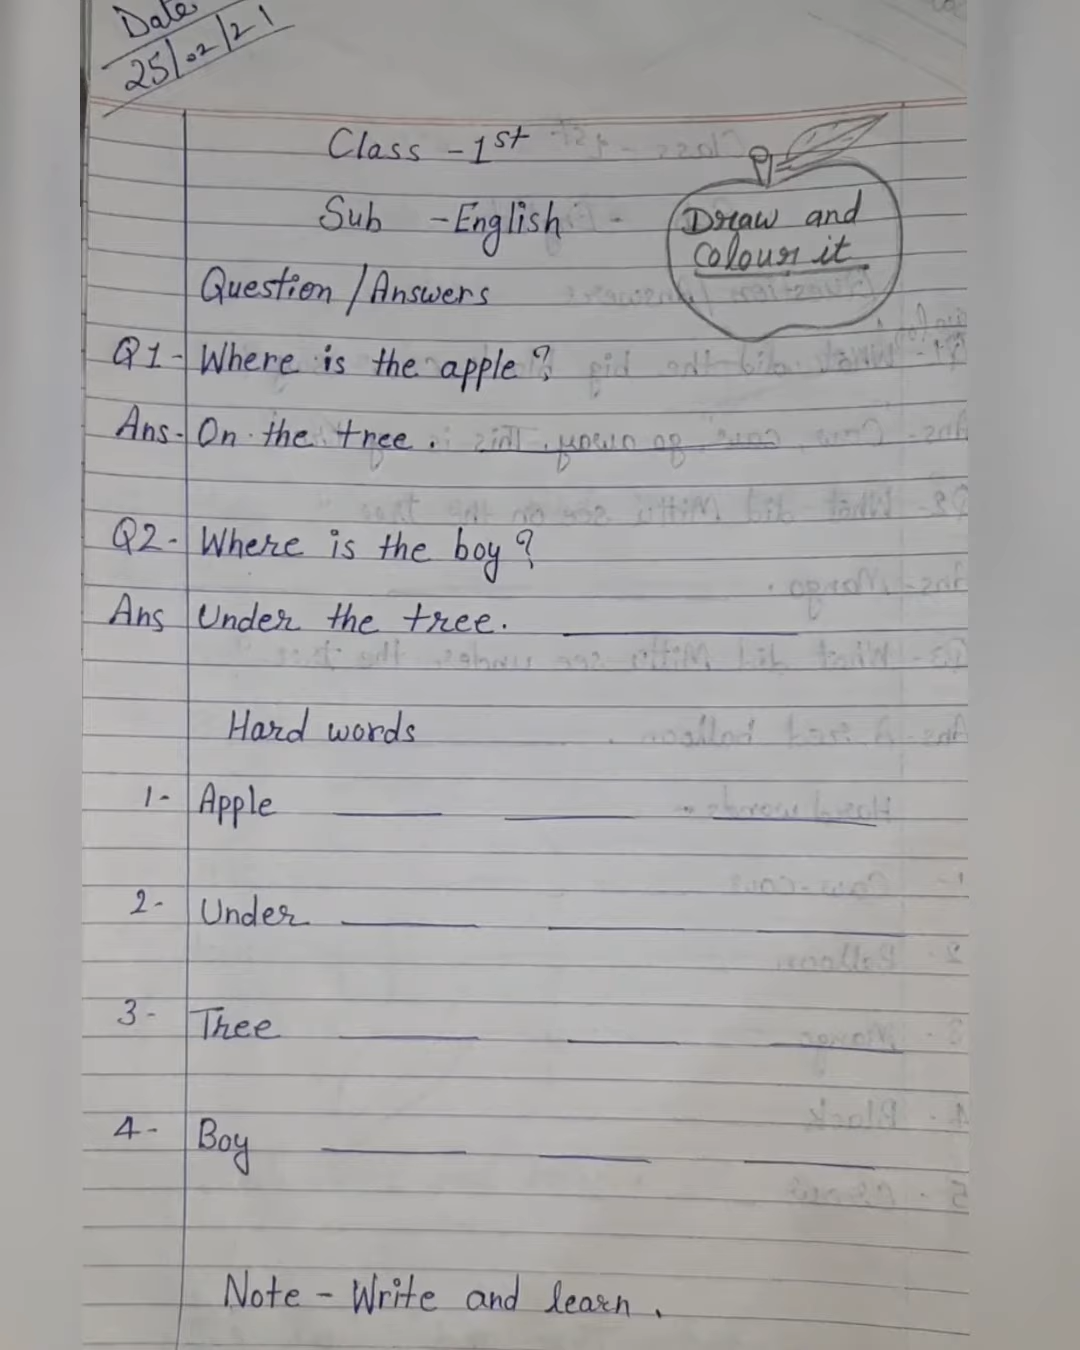 Date
25/02/21
Class - 1st
Sub - English
Draw and
colour it
Question / Answers
Q1- Where is the apple?
Ans- On the tree.
Q2- Where is the boy?
Ans Under the tree.
Hard words
1- Apple
2- Under
3- Tree
4- Boy
Note - Write and learn.